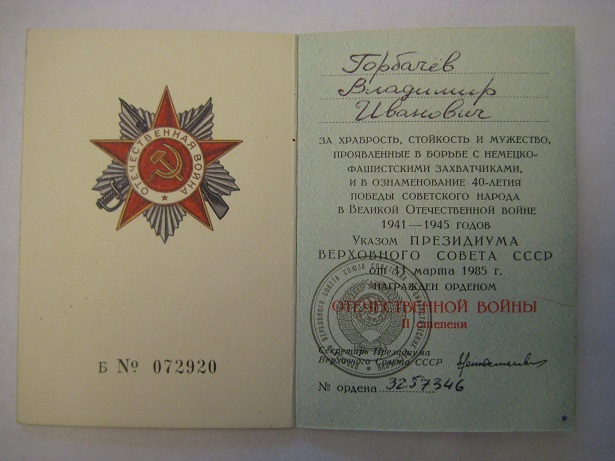 ОТЕЧЕСТВЕННАЯ ВОЙНА
Б № 072920
Горбачёв
Владимир
Иванович
ЗА ХРАБРОСТЬ, СТОЙКОСТЬ И МУЖЕСТВО,
ПРОЯВЛЕННЫЕ В БОРЬБЕ С НЕМЕЦКО-
ФАШИСТСКИМИ ЗАХВАТЧИКАМИ,
И В ОЗНАМЕНОВАНИЕ 40-ЛЕТИЯ
ПОБЕДЫ СОВЕТСКОГО НАРОДА
В ВЕЛИКОЙ ОТЕЧЕСТВЕННОЙ ВОЙНЕ
1941—1945 ГОДОВ
УКАЗОМ ПРЕЗИДИУМА
ВЕРХОВНОГО СОВЕТА СССР
от 11 марта 1985 г.
НАГРАЖДЕН ОРДЕНОМ
ОТЕЧЕСТВЕННОЙ ВОЙНЫ
II степени
Секретарь Президиума
Верховного Совета СССР
№ ордена 3257346